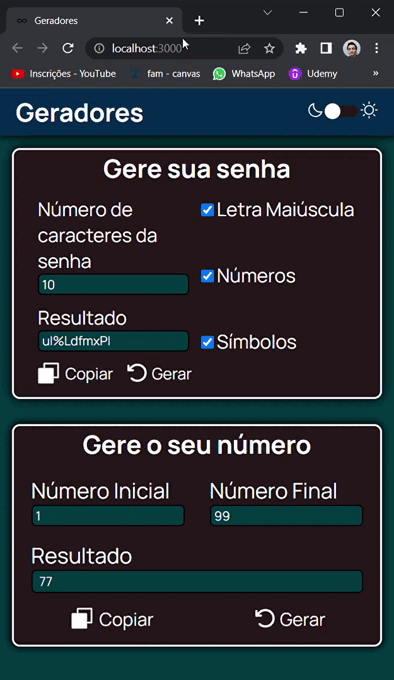 Geradores
localhost:3000
Inscrições - YouTube fam - canvas WhatsApp Udemy »
Geradores
Gere sua senha
Número de
caracteres da
senha
10
Letra Maiúscula
Números
Resultado
Símbolos
Copiar Gerar
Gere o seu número
Número Inicial Número Final
1 99
Resultado
77
Copiar Gerar